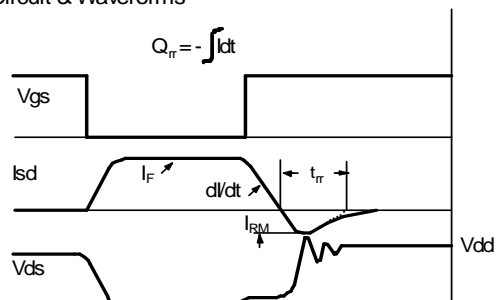 Circuit & Waveforms
Qrr = - ∫Idt
Vgs
Isd
IF
dI/dt
trr
IRM
Vdd
Vds